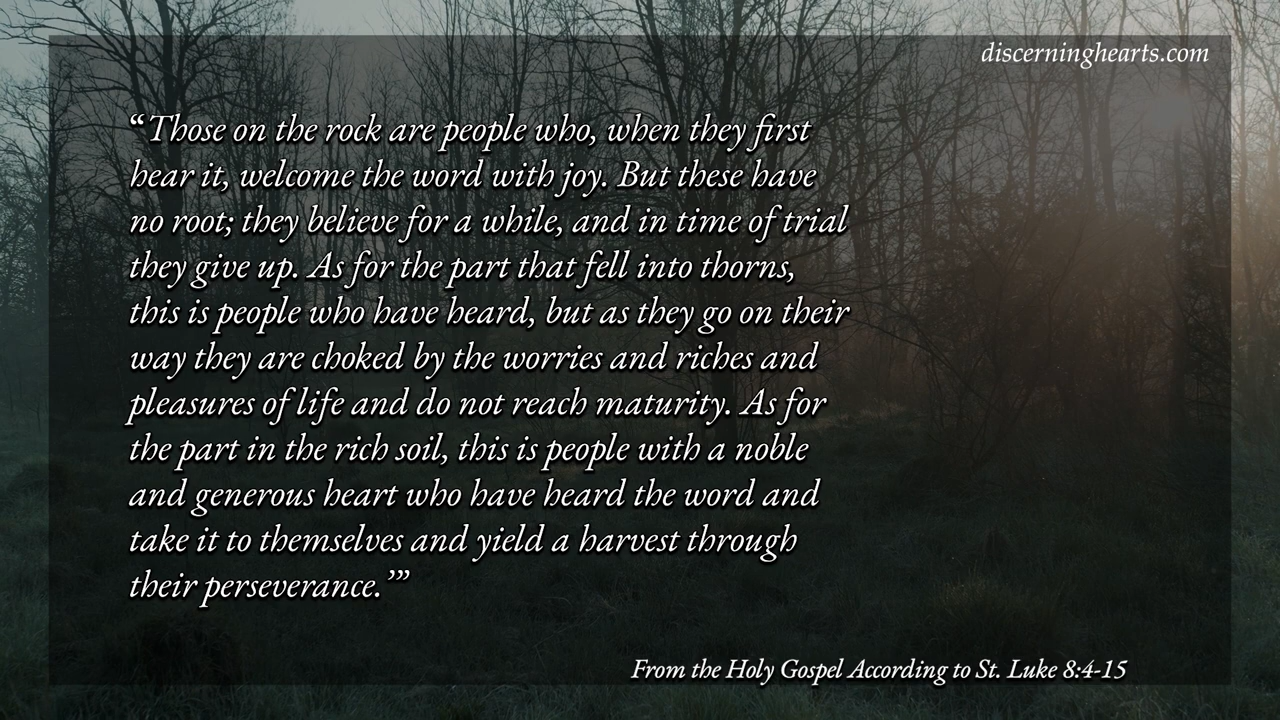 discerninghearts.com
“Those on the rock are people who, when they first
hear it, welcome the word with joy. But these have
no root; they believe for a while, and in time of trial
they give up. As for the part that fell into thorns,
this is people who have heard, but as they go on their
way they are choked by the worries and riches and
pleasures of life and do not reach maturity. As for
the part in the rich soil, this is people with a noble
and generous heart who have heard the word and
take it to themselves and yield a harvest through
their perseverance.’”
From the Holy Gospel According to St. Luke 8:4-15